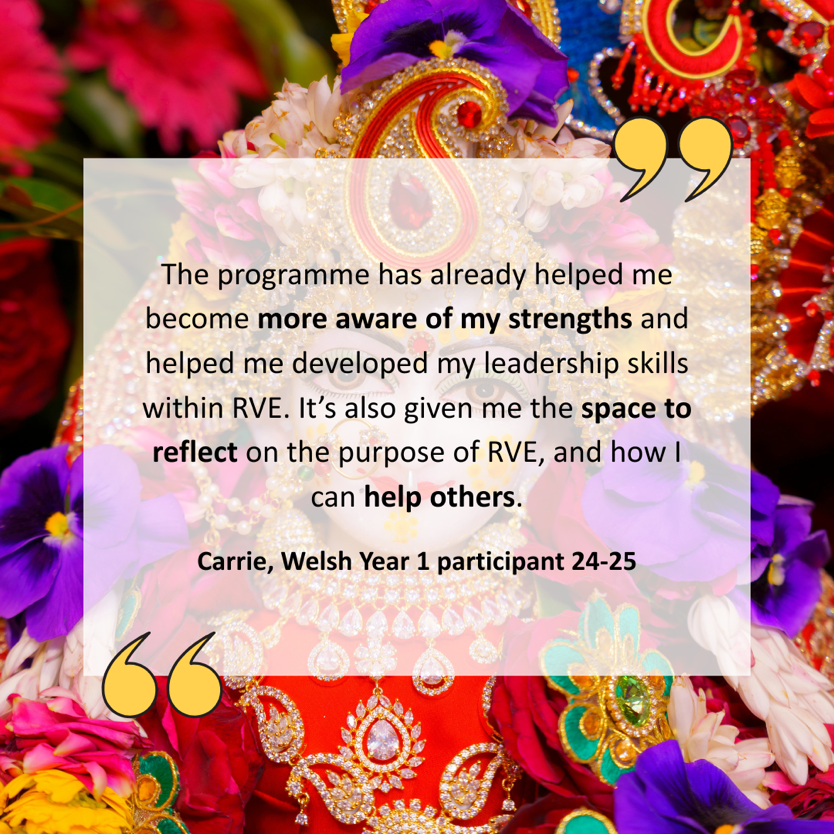 The programme has already helped me
become more aware of my strengths and
helped me developed my leadership skills
within RVE. It’s also given me the space to
reflect on the purpose of RVE, and how I
can help others.
Carrie, Welsh Year 1 participant 24-25